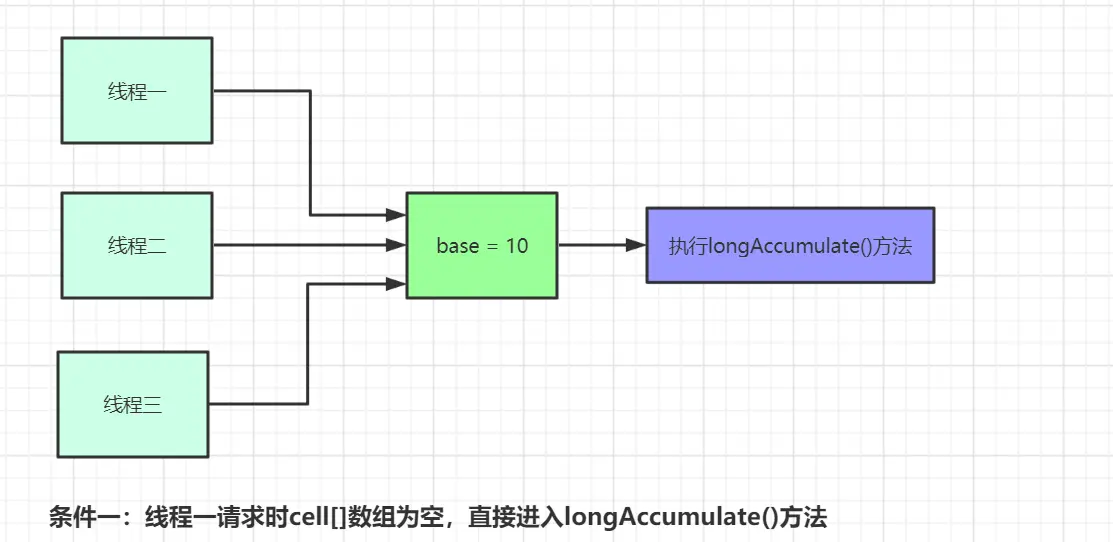 线程一
线程二
base = 10
执行longAccumulate()方法
线程三
条件一：线程一请求时cell[]数组为空，直接进入longAccumulate()方法